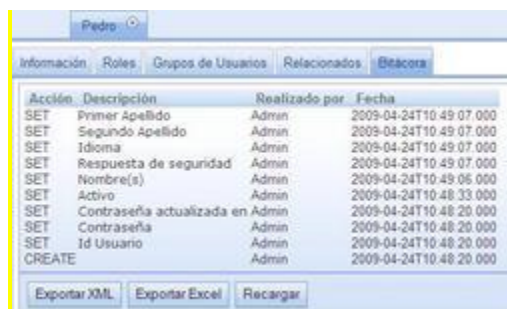 Pedro
Información Roles Grupos de Usuarios Relacionados Bitácora
Acción Descripción Realizado por Fecha
SET Primer Apellido Admin 2009-04-24T10:49:07.000
SET Segundo Apellido Admin 2009-04-24T10:49:07.000
SET Idioma Admin 2009-04-24T10:49:07.000
SET Respuesta de seguridad Admin 2009-04-24T10:49:07.000
SET Nombre(s) Admin 2009-04-24T10:49:06.000
SET Activo Admin 2009-04-24T10:48:33.000
SET Contraseña actualizada en Admin 2009-04-24T10:48:20.000
SET Contraseña Admin 2009-04-24T10:48:20.000
SET Id Usuario Admin 2009-04-24T10:48:20.000
CREATE Admin 2009-04-24T10:48:20.000
Exportar XML Exportar Excel Recargar